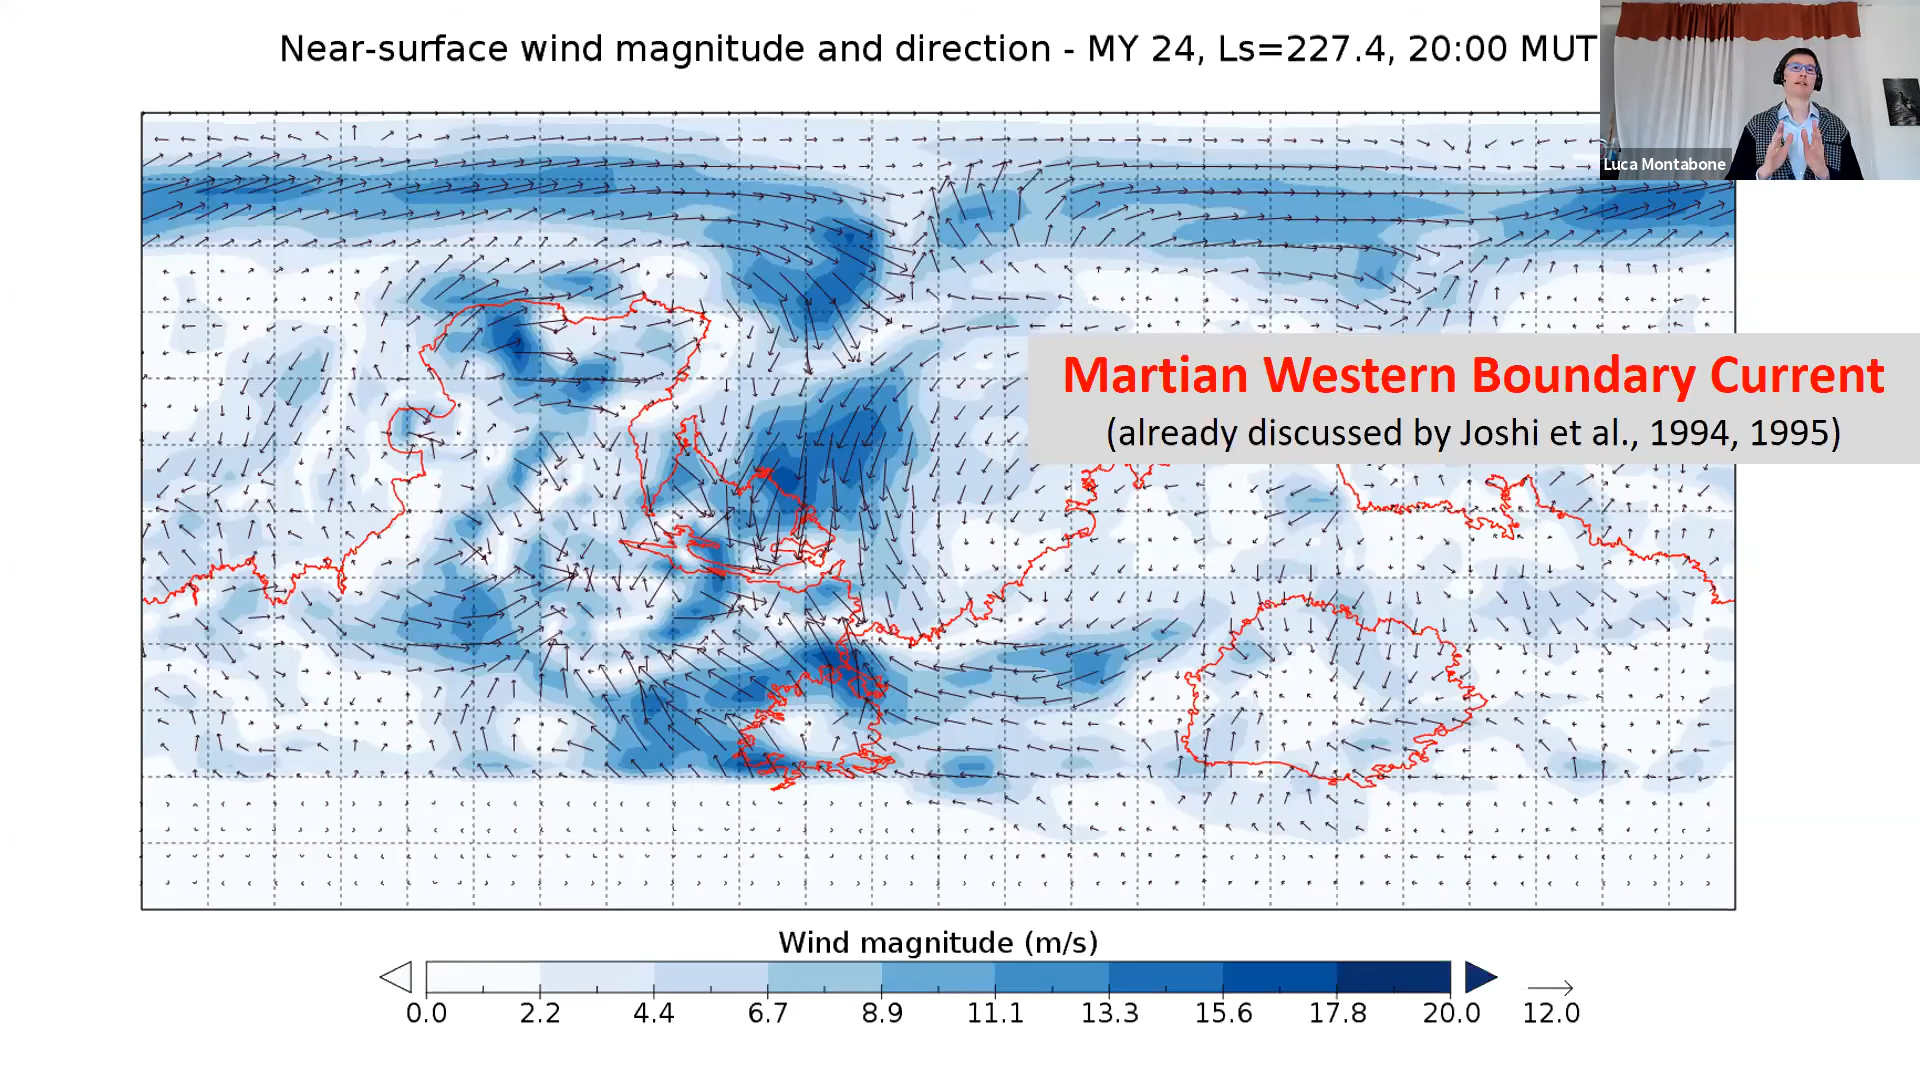 Near-surface wind magnitude and direction - MY 24, Ls=227.4, 20:00 MUT
Luca Montabone
Martian Western Boundary Current
(already discussed by Joshi et al., 1994, 1995)
Wind magnitude (m/s)
0.0 2.2 4.4 6.7 8.9 11.1 13.3 15.6 17.8 20.0 12.0